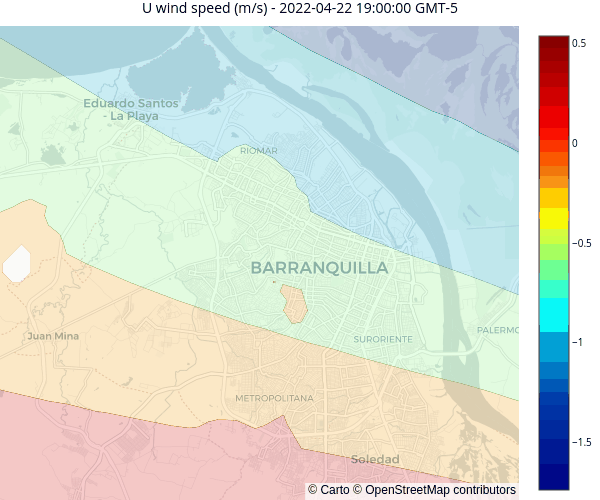 U wind speed (m/s) - 2022-04-22 19:00:00 GMT-5
0.5
Eduardo Santos
- La Playa
RIOMAR
0
−0.5
BARRANQUILLA
PALERMO
Juan Mina
SURORIENTE
−1
METROPOLITANA
−1.5
Soledad
© Carto © OpenStreetMap contributors